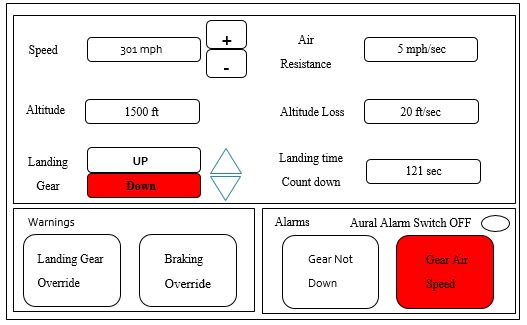 Speed
301 mph
+
-
Air
Resistance
5 mph/sec
Altitude
1500 ft
Altitude Loss
20 ft/sec
Landing
Gear
UP
Down
Landing time
Count down
121 sec
Warnings
Landing Gear
Override
Braking
Override
Alarms
Aural Alarm Switch OFF
Gear Not
Down
Gear Air
Speed